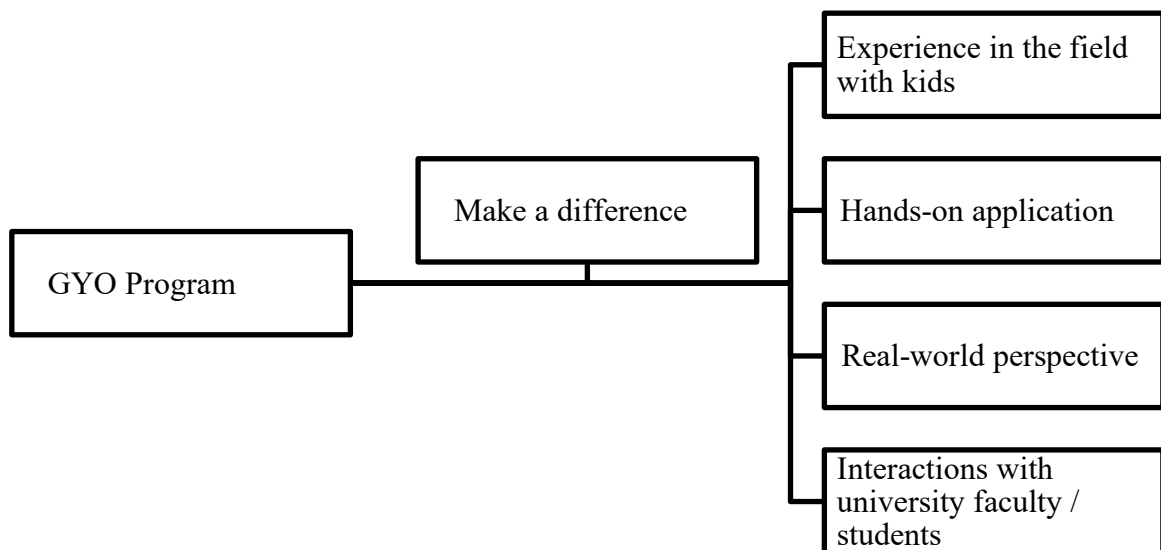 GYO Program
Make a difference
Experience in the field
with kids
Hands-on application
Real-world perspective
Interactions with
university faculty /
students